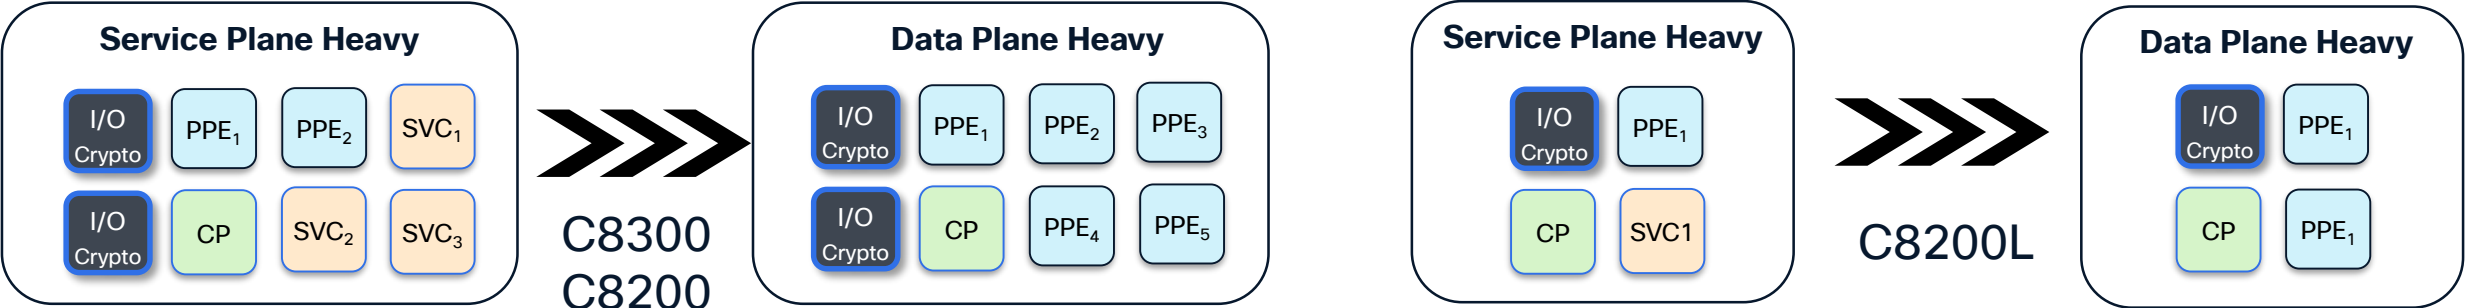 Service Plane Heavy
I/O
Crypto
PPE1
PPE2
SVC1
I/O
Crypto
CP
SVC2
SVC3
C8300
C8200
Data Plane Heavy
I/O
Crypto
PPE1
PPE2
PPE3
I/O
Crypto
CP
PPE4
PPE5
Service Plane Heavy
I/O
Crypto
PPE1
CP
SVC1
C8200L
Data Plane Heavy
I/O
Crypto
PPE1
CP
PPE1